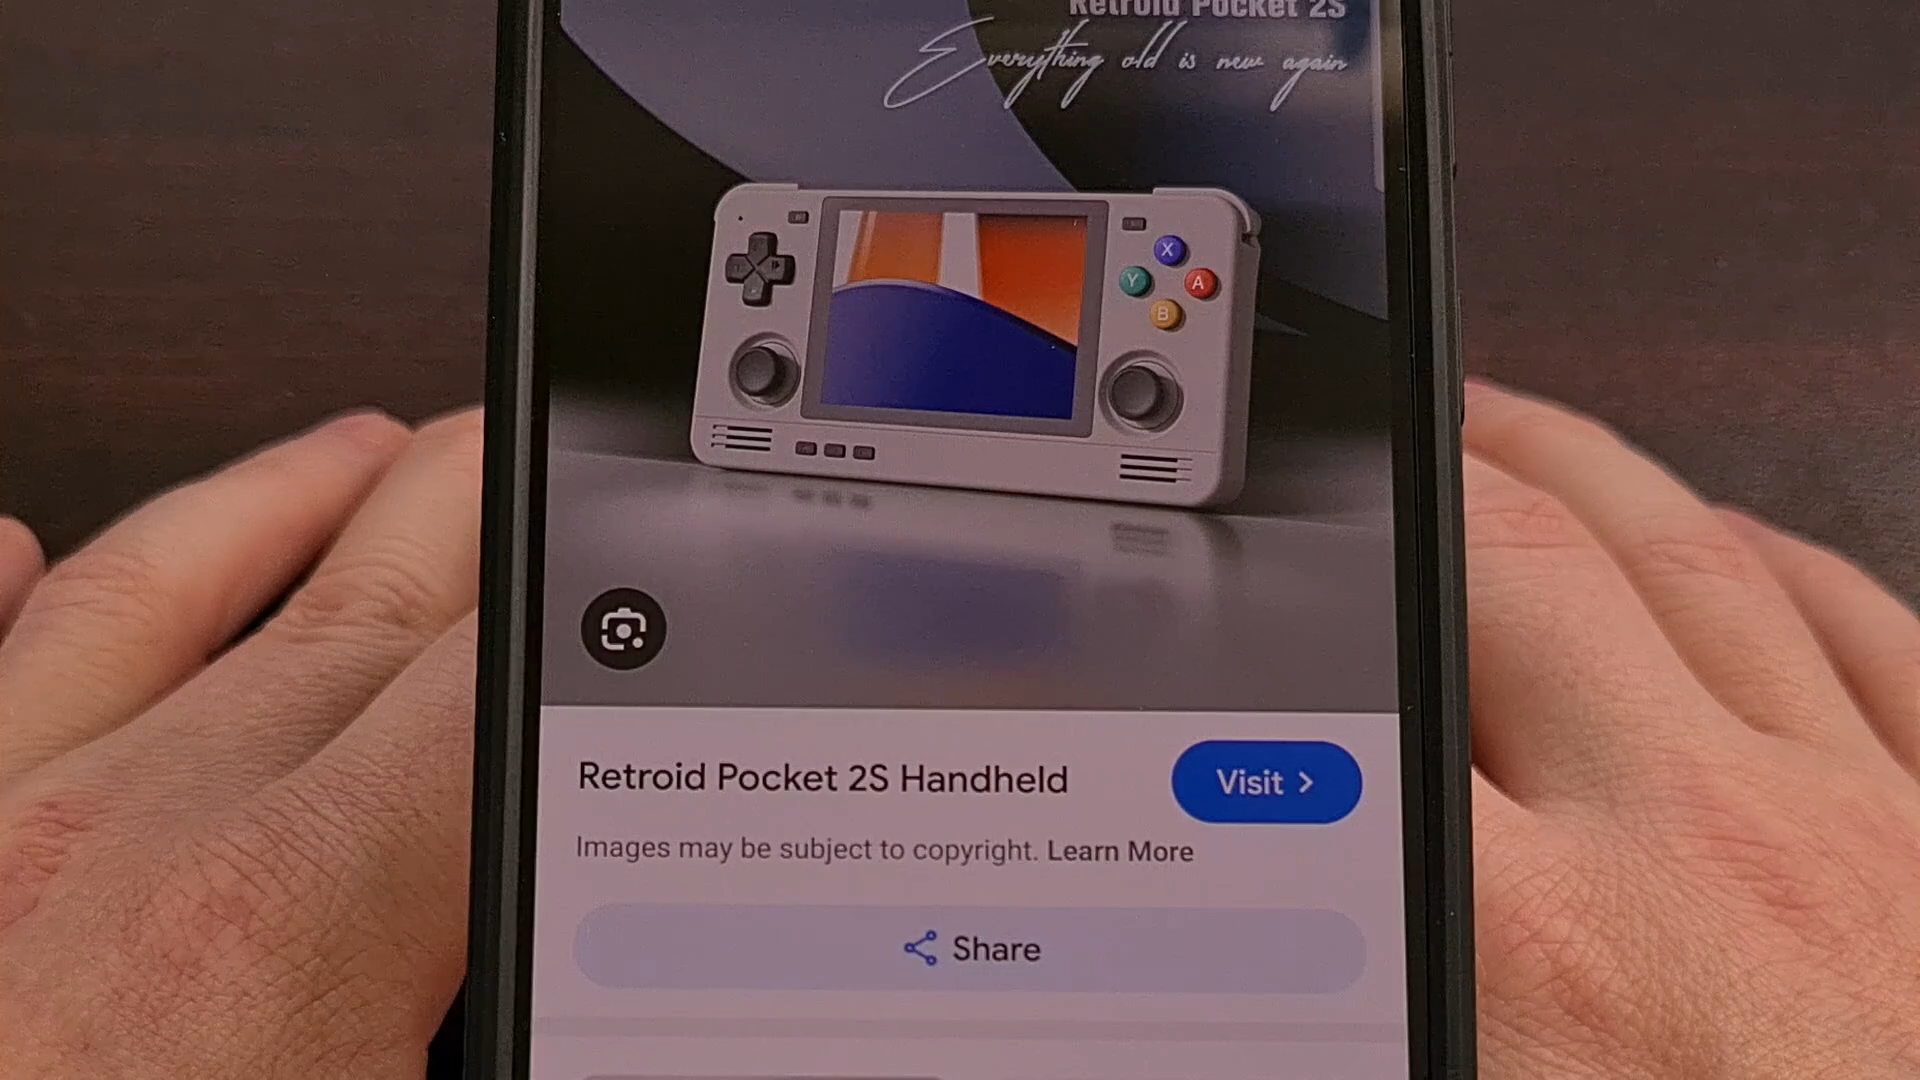 Retroid Pocket 2S
Everything old is new again
X
Y
A
B
Retroid Pocket 2S Handheld
Visit >
Images may be subject to copyright. Learn More
Share